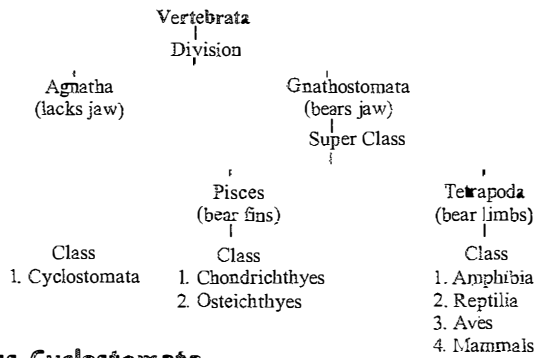 Vertebrata
Division
Agnatha
(lacks jaw)
Gnathostomata
(bears jaw)
Super Class
Pisces
(bear fins)
Tetrapoda
(bear limbs)
Class
1. Cyclostomata
Class
1. Chondrichthyes
2. Osteichthyes
Class
1. Amphibia
2. Reptilia
3. Aves
4. Mammals
Cyclostomata